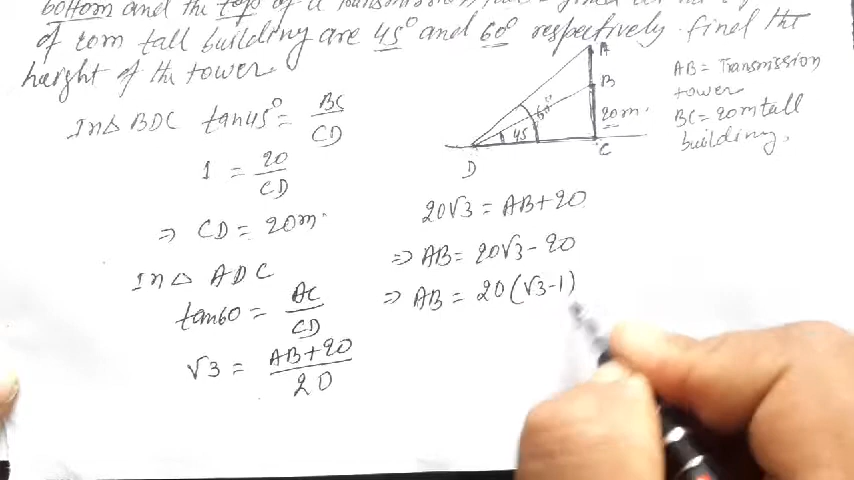 bottom and the top of a Transmission
of 20m tall building are 45° and 60° respectively. find the
height of the tower.
In△ BDC tan45° = BC/CD
1 = 20/CD
⇒ CD = 20m.
In△ ADC
tan60 = AC/CD
√3 = AB+20/20
A
B
60°
45
20m.
C
D
AB = Transmission
tower
BC = 20m tall
building.
20√3 = AB+20
⇒ AB = 20√3 - 20
⇒ AB = 20(√3-1)